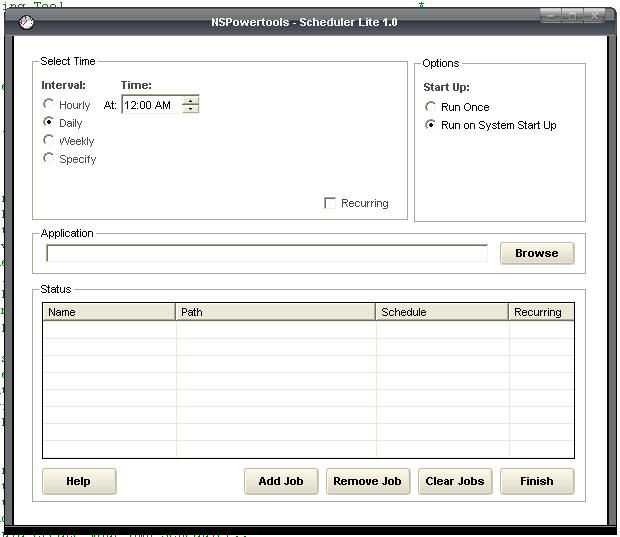 ing Tool
NSPowertools - Scheduler Lite 1.0
Select Time
Interval:
Time:
Hourly
At: 12:00 AM
Daily
Weekly
Specify
Recurring
Options
Start Up:
Run Once
Run on System Start Up
Application
Browse
Status
Name Path Schedule Recurring
Help Add Job Remove Job Clear Jobs Finish